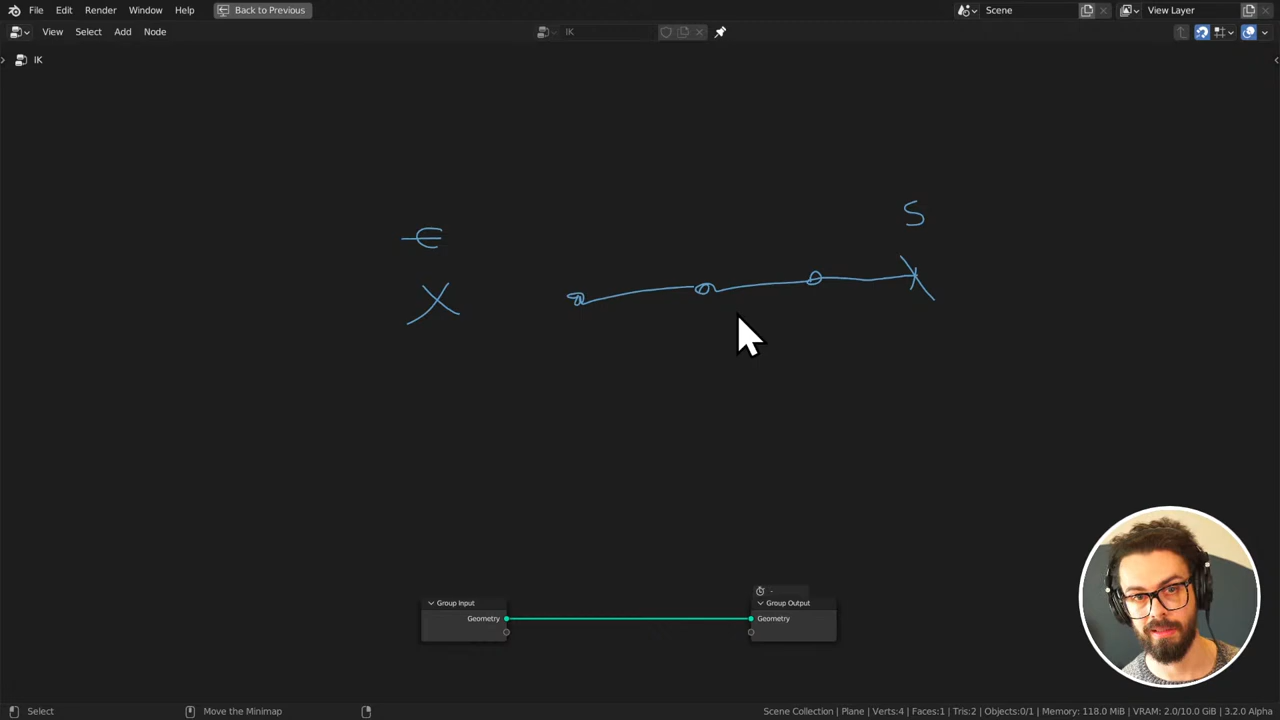 File Edit Render Window Help Back to Previous Scene View Layer
View Select Add Node IK
IK
S
E
X
Group Input
Geometry
-
Group Output
Geometry
Select Move the Minimap Scene Collection | Plane | Verts:4 | Faces:1 | Tris:2 | Objects:0/1 | Memory: 118.0 MiB | VRAM: 2.0/10.0 GiB | 3.2.0 Alpha